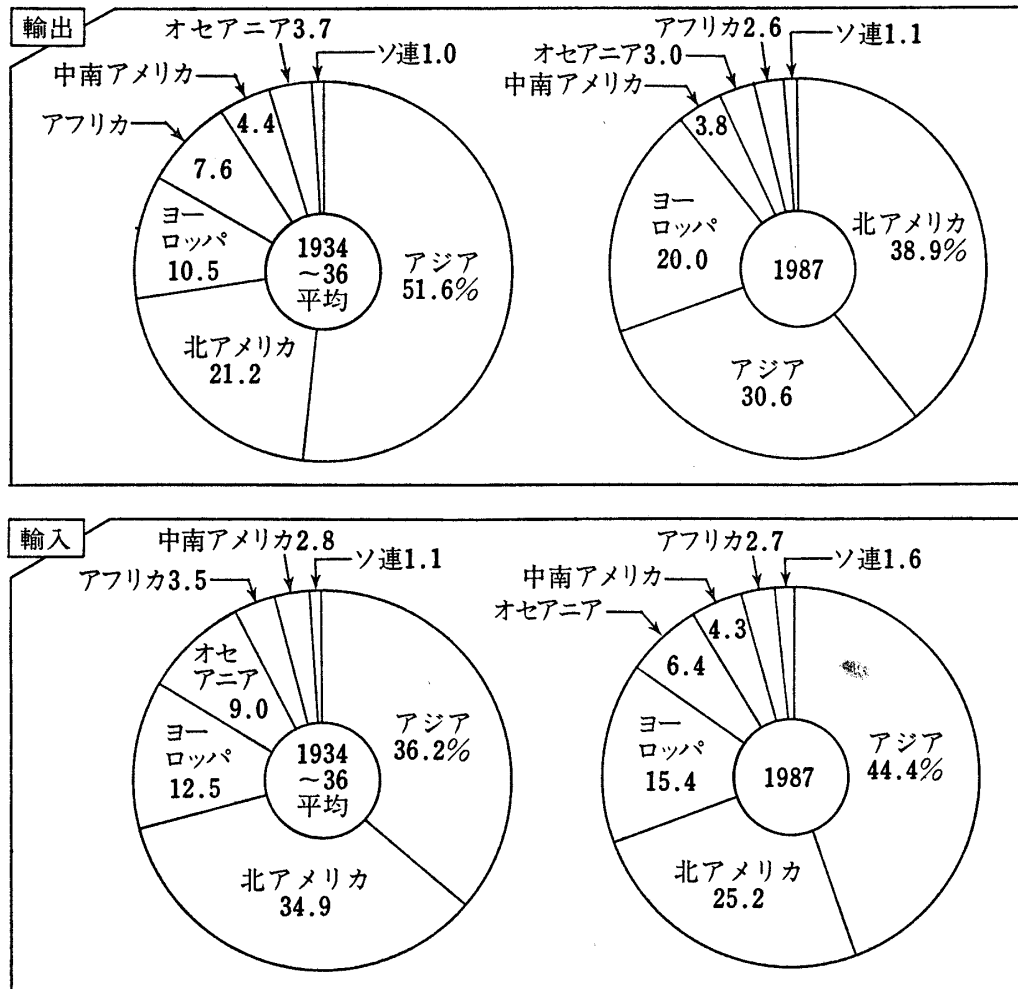 輸出
オセアニア3.7
ソ連1.0
中南アメリカ
4.4
アフリカ
7.6
ヨー
ロッパ
10.5
1934
～36
平均
アジア
51.6%
北アメリカ
21.2
アフリカ2.6
ソ連1.1
オセアニア3.0
中南アメリカ
3.8
ヨー
ロッパ
20.0
1987
北アメリカ
38.9%
アジア
30.6
輸入
中南アメリカ2.8
ソ連1.1
アフリカ3.5
オセ
アニア
9.0
ヨー
ロッパ
12.5
1934
～36
平均
アジア
36.2%
北アメリカ
34.9
アフリカ2.7
ソ連1.6
中南アメリカ
4.3
オセアニア
6.4
ヨー
ロッパ
15.4
1987
アジア
44.4%
北アメリカ
25.2